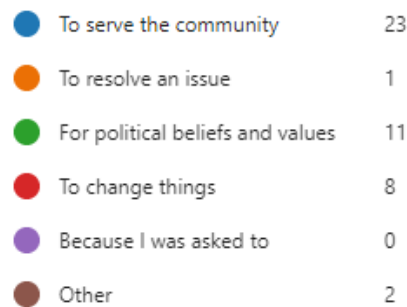 To serve the community 23
To resolve an issue 1
For political beliefs and values 11
To change things 8
Because I was asked to 0
Other 2